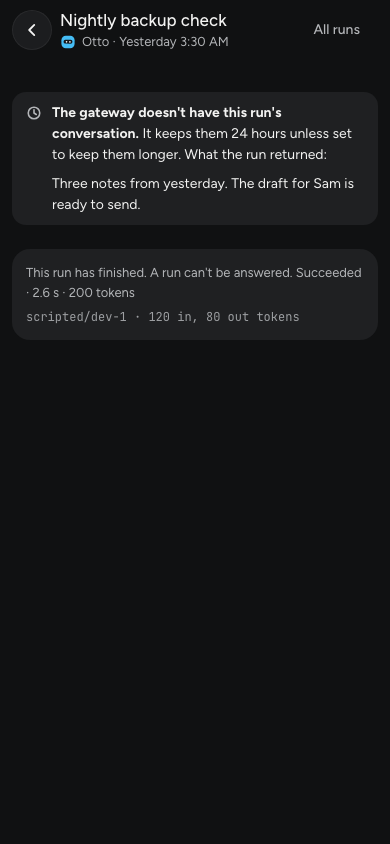 Nightly backup check
Otto · Yesterday 3:30 AM
All runs
The gateway doesn't have this run's
conversation. It keeps them 24 hours unless set
to keep them longer. What the run returned:
Three notes from yesterday. The draft for Sam is
ready to send.
This run has finished. A run can't be answered. Succeeded
· 2.6 s · 200 tokens
scripted/dev-1 · 120 in, 80 out tokens